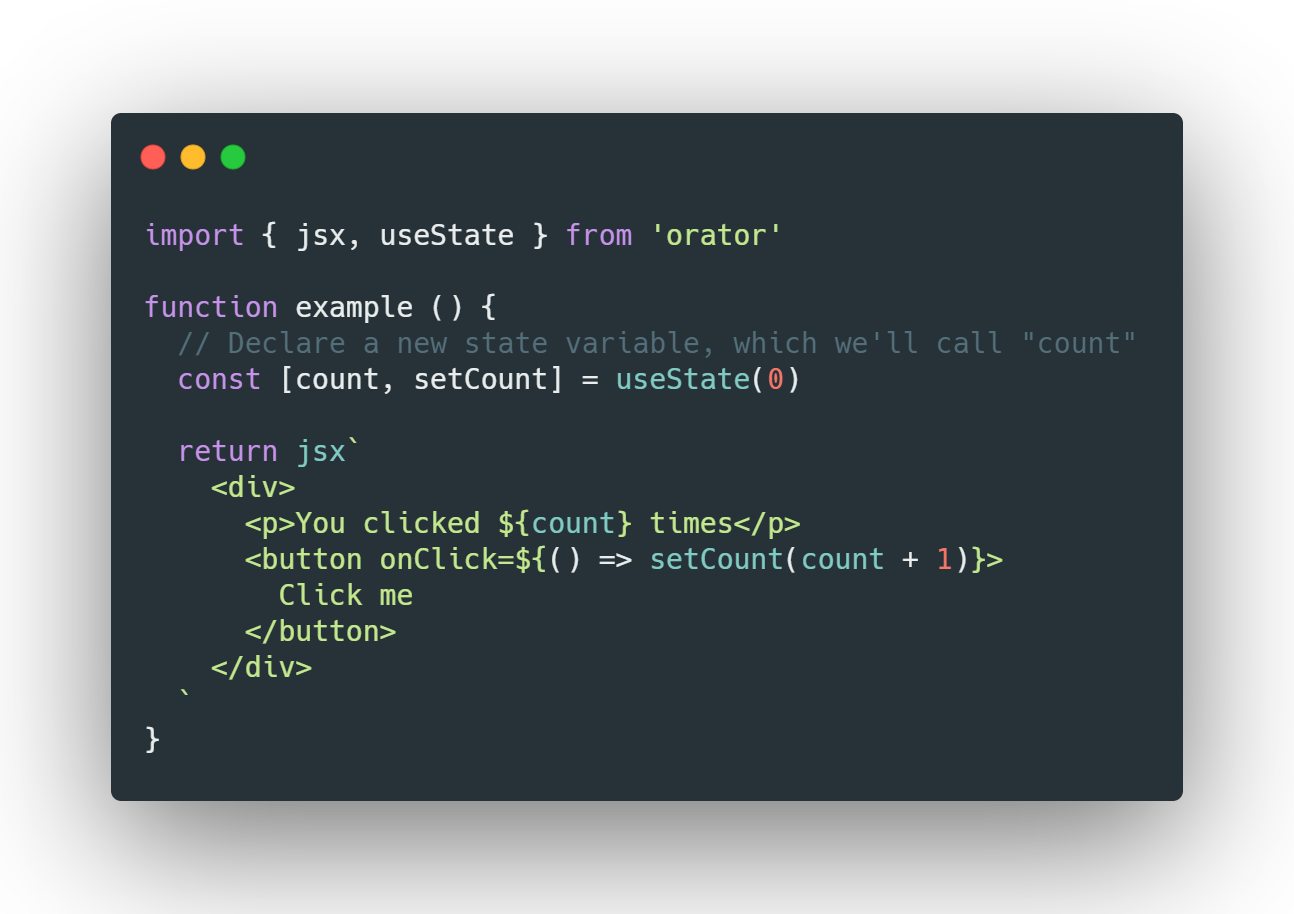 import { jsx, useState } from 'orator'
function example () {
// Declare a new state variable, which we'll call "count"
const [count, setCount] = useState(0)
return jsx`
<div>
<p>You clicked ${count} times</p>
<button onClick=${() => setCount(count + 1)}>
Click me
</button>
</div>
`
}